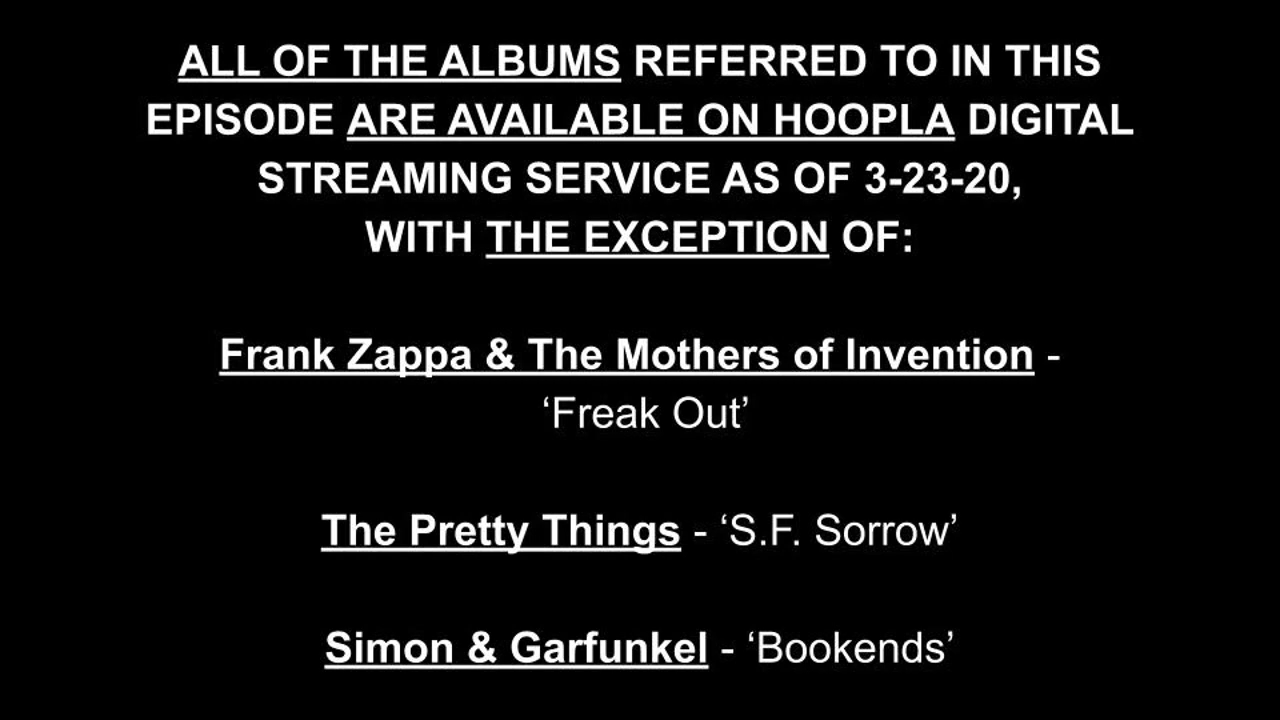 ALL OF THE ALBUMS REFERRED TO IN THIS
EPISODE ARE AVAILABLE ON HOOPLA DIGITAL
STREAMING SERVICE AS OF 3-23-20,
WITH THE EXCEPTION OF:
Frank Zappa & The Mothers of Invention -
‘Freak Out’
The Pretty Things - ‘S.F. Sorrow’
Simon & Garfunkel - ‘Bookends’